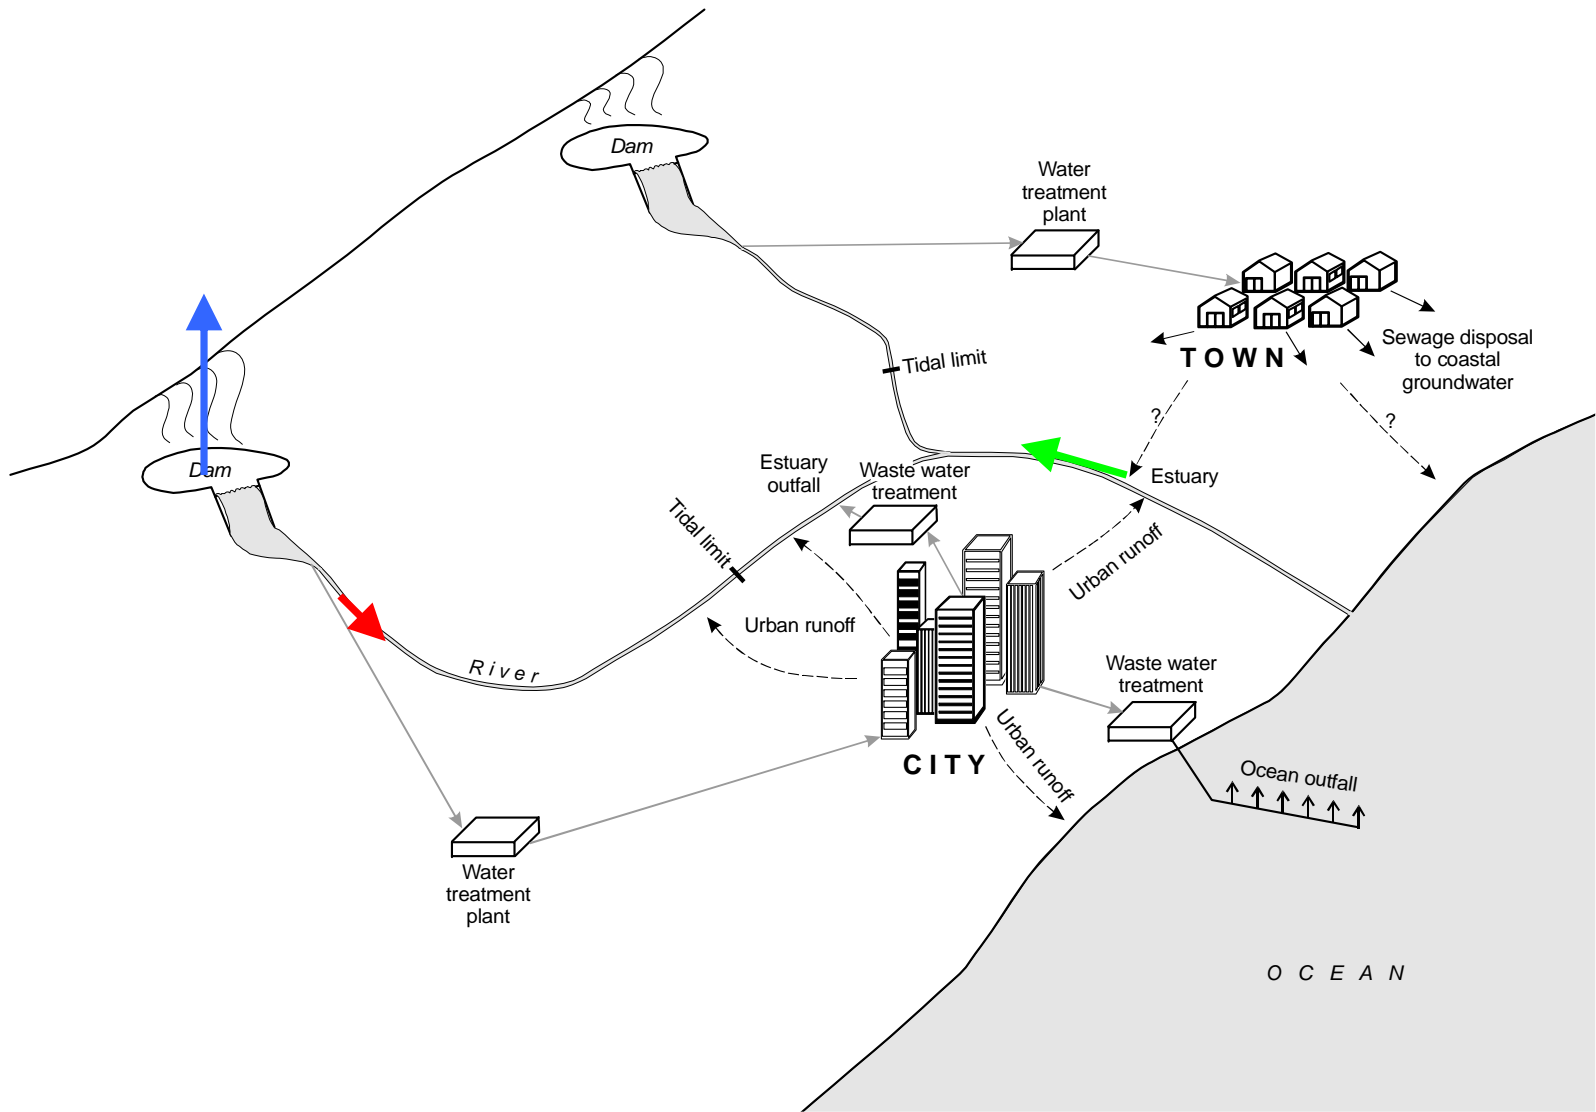 Dam
Water
treatment
plant
Sewage disposal
to coastal
groundwater
TOWN
Tidal limit
?
?
Dam
Estuary
outfall
Waste water
treatment
Estuary
Tidal limit
Urban runoff
Urban runoff
River
Waste water
treatment
Urban runoff
CITY
Ocean outfall
Water
treatment
plant
OCEAN